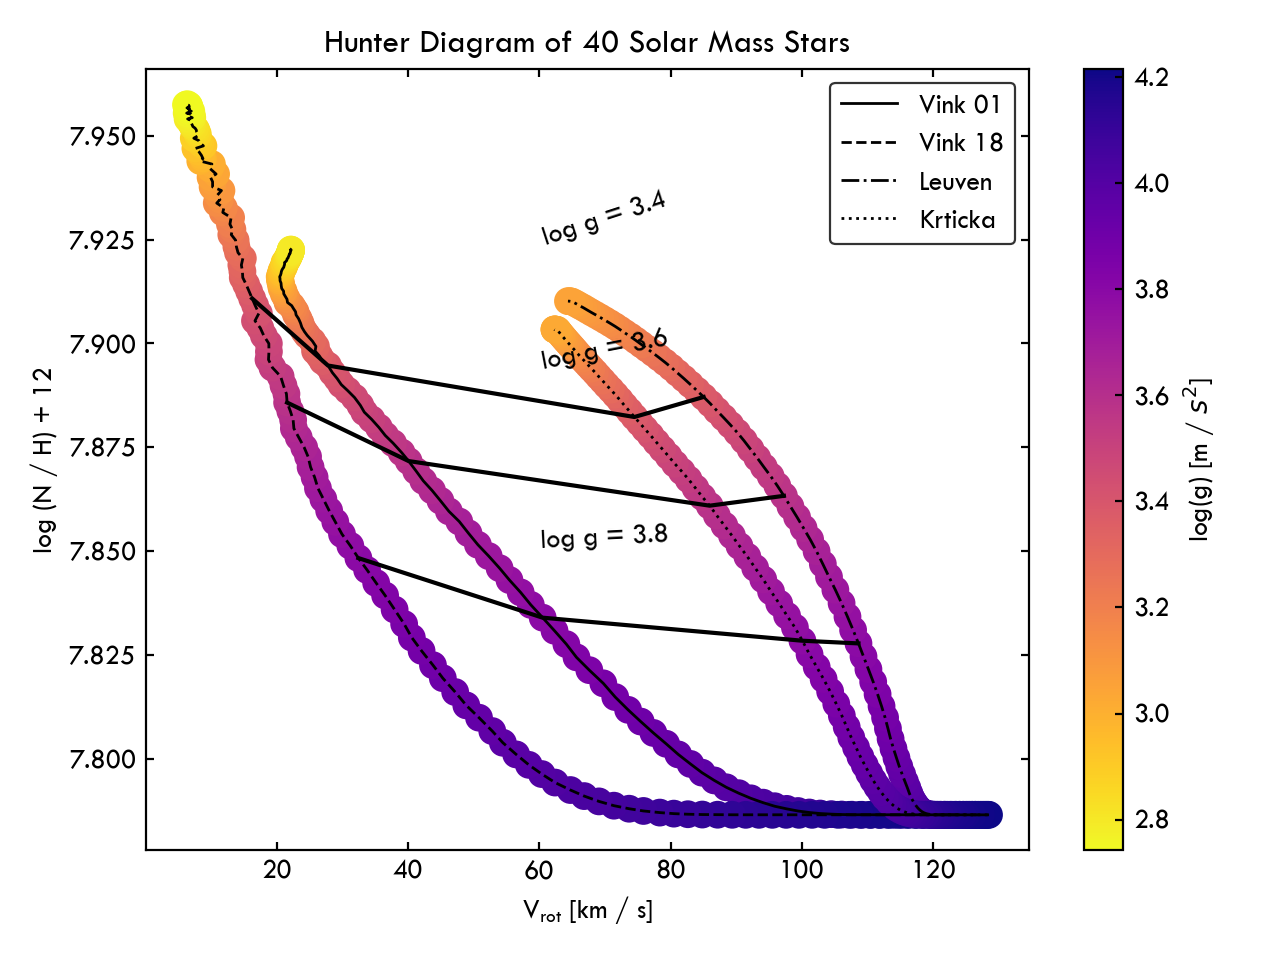 Hunter Diagram of 40 Solar Mass Stars
Vink 01
Vink 18
Leuven
Krticka
log g = 3.4
log g = 3.6
log g = 3.8
7.950
7.925
7.900
7.875
7.850
7.825
7.800
log (N / H) + 12
20
40
60
80
100
120
V_rot [km / s]
4.2
4.0
3.8
3.6
3.4
3.2
3.0
2.8
log(g) [m / s²]